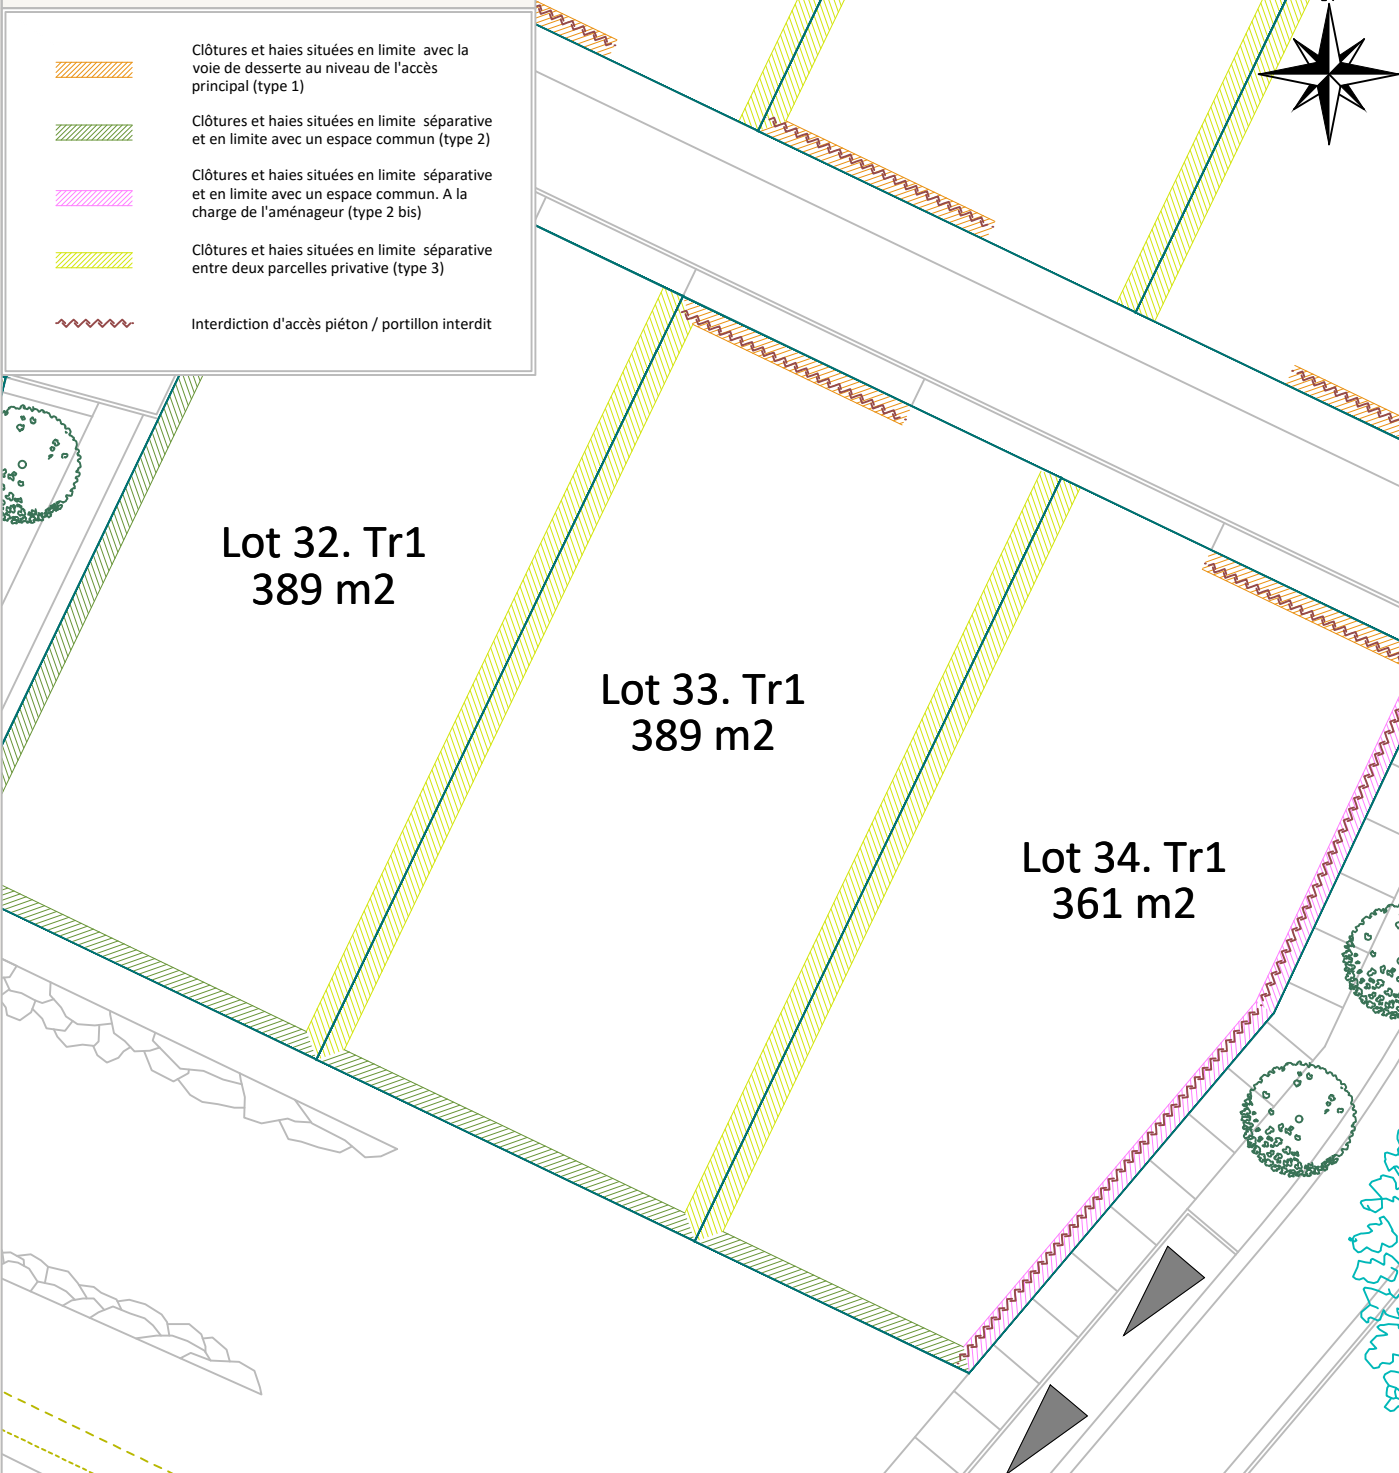 Clôtures et haies situées en limite avec la
voie de desserte au niveau de l'accès
principal (type 1)
Clôtures et haies situées en limite séparative
et en limite avec un espace commun (type 2)
Clôtures et haies situées en limite séparative
et en limite avec un espace commun. A la
charge de l'aménageur (type 2 bis)
Clôtures et haies situées en limite séparative
entre deux parcelles privative (type 3)
Interdiction d'accès piéton / portillon interdit
Lot 32. Tr1
389 m2
Lot 33. Tr1
389 m2
Lot 34. Tr1
361 m2